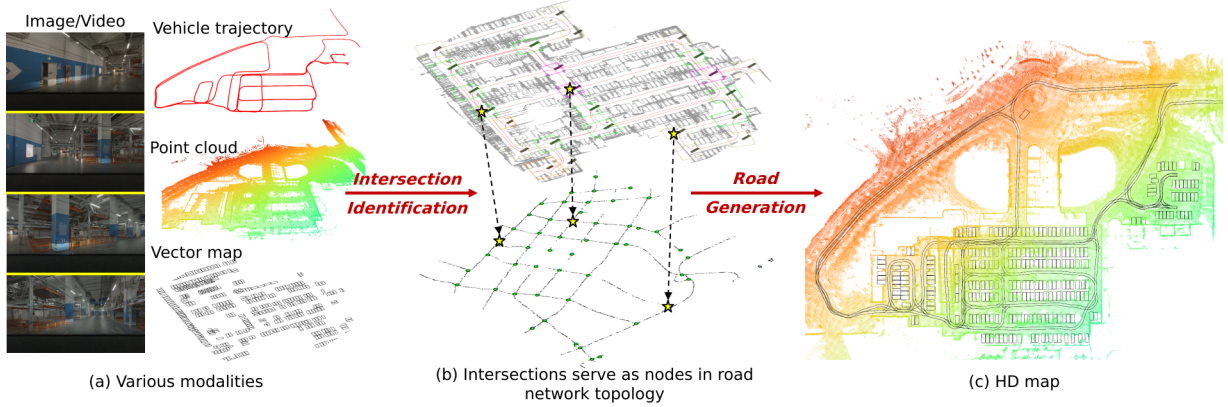 Image/Video
Vehicle trajectory
Point cloud
Vector map
Intersection
Identification
Road
Generation
(a) Various modalities
(b) Intersections serve as nodes in road
network topology
(c) HD map